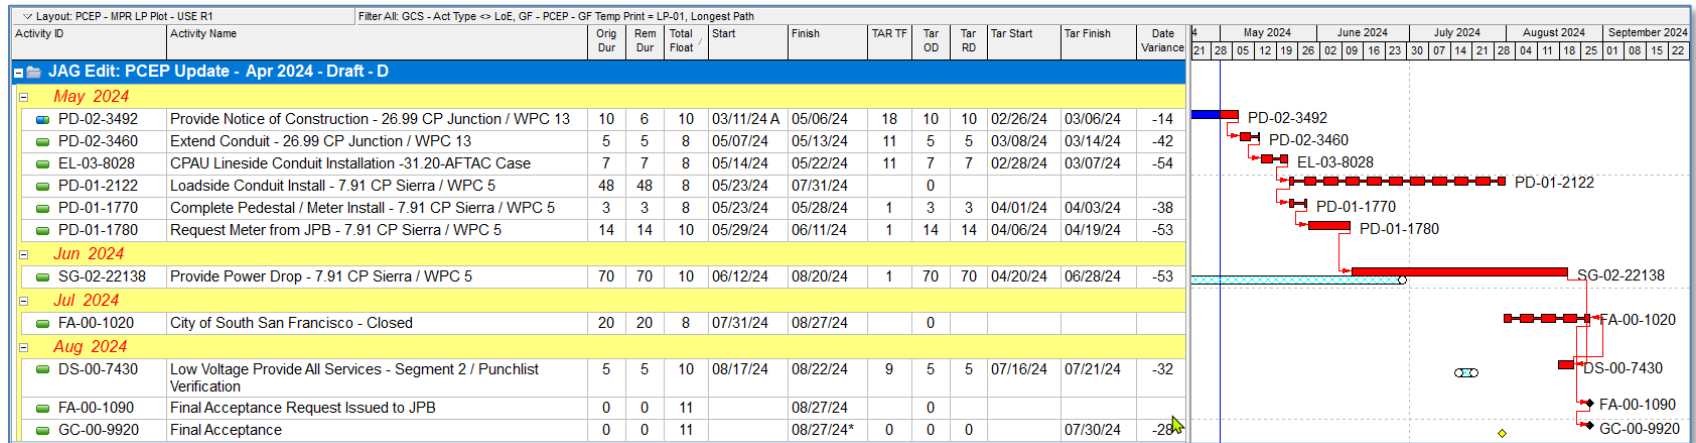 Layout: PCEP - MPR LP Plot - USE R1 Filter All: GCS - Act Type <> LoE, GF - PCEP - GF Temp Print = LP-01, Longest Path
Activity ID Activity Name Orig Dur Rem Dur Total Float Start Finish TAR TF Tar OD Tar RD Tar Start Tar Finish Date Variance 4 May 2024 June 2024 July 2024 August 2024 September 2024
21 28 05 12 19 26 02 09 16 23 30 07 14 21 28 04 11 18 25 01 08 15 22
JAG Edit: PCEP Update - Apr 2024 - Draft - D
May 2024
PD-02-3492 Provide Notice of Construction - 26.99 CP Junction / WPC 13 10 6 10 03/11/24 A 05/06/24 18 10 10 02/26/24 03/06/24 -14 PD-02-3492
PD-02-3460 Extend Conduit - 26.99 CP Junction / WPC 13 5 5 8 05/07/24 05/13/24 11 5 5 03/08/24 03/14/24 -42 PD-02-3460
EL-03-8028 CPAU Lineside Conduit Installation -31.20-AFTAC Case 7 7 8 05/14/24 05/22/24 11 7 7 02/28/24 03/07/24 -54 EL-03-8028
PD-01-2122 Loadside Conduit Install - 7.91 CP Sierra / WPC 5 48 48 8 05/23/24 07/31/24 0 PD-01-2122
PD-01-1770 Complete Pedestal / Meter Install - 7.91 CP Sierra / WPC 5 3 3 8 05/23/24 05/28/24 1 3 3 04/01/24 04/03/24 -38 PD-01-1770
PD-01-1780 Request Meter from JPB - 7.91 CP Sierra / WPC 5 14 14 10 05/29/24 06/11/24 1 14 14 04/06/24 04/19/24 -53 PD-01-1780
Jun 2024
SG-02-22138 Provide Power Drop - 7.91 CP Sierra / WPC 5 70 70 10 06/12/24 08/20/24 1 70 70 04/20/24 06/28/24 -53 SG-02-22138
Jul 2024
FA-00-1020 City of South San Francisco - Closed 20 20 8 07/31/24 08/27/24 0 FA-00-1020
Aug 2024
DS-00-7430 Low Voltage Provide All Services - Segment 2 / Punchlist 5 5 10 08/17/24 08/22/24 9 5 5 07/16/24 07/21/24 -32 DS-00-7430
Verification
FA-00-1090 Final Acceptance Request Issued to JPB 0 0 11 08/27/24 0 FA-00-1090
GC-00-9920 Final Acceptance 0 0 11 08/27/24* 0 0 0 07/30/24 -28 GC-00-9920